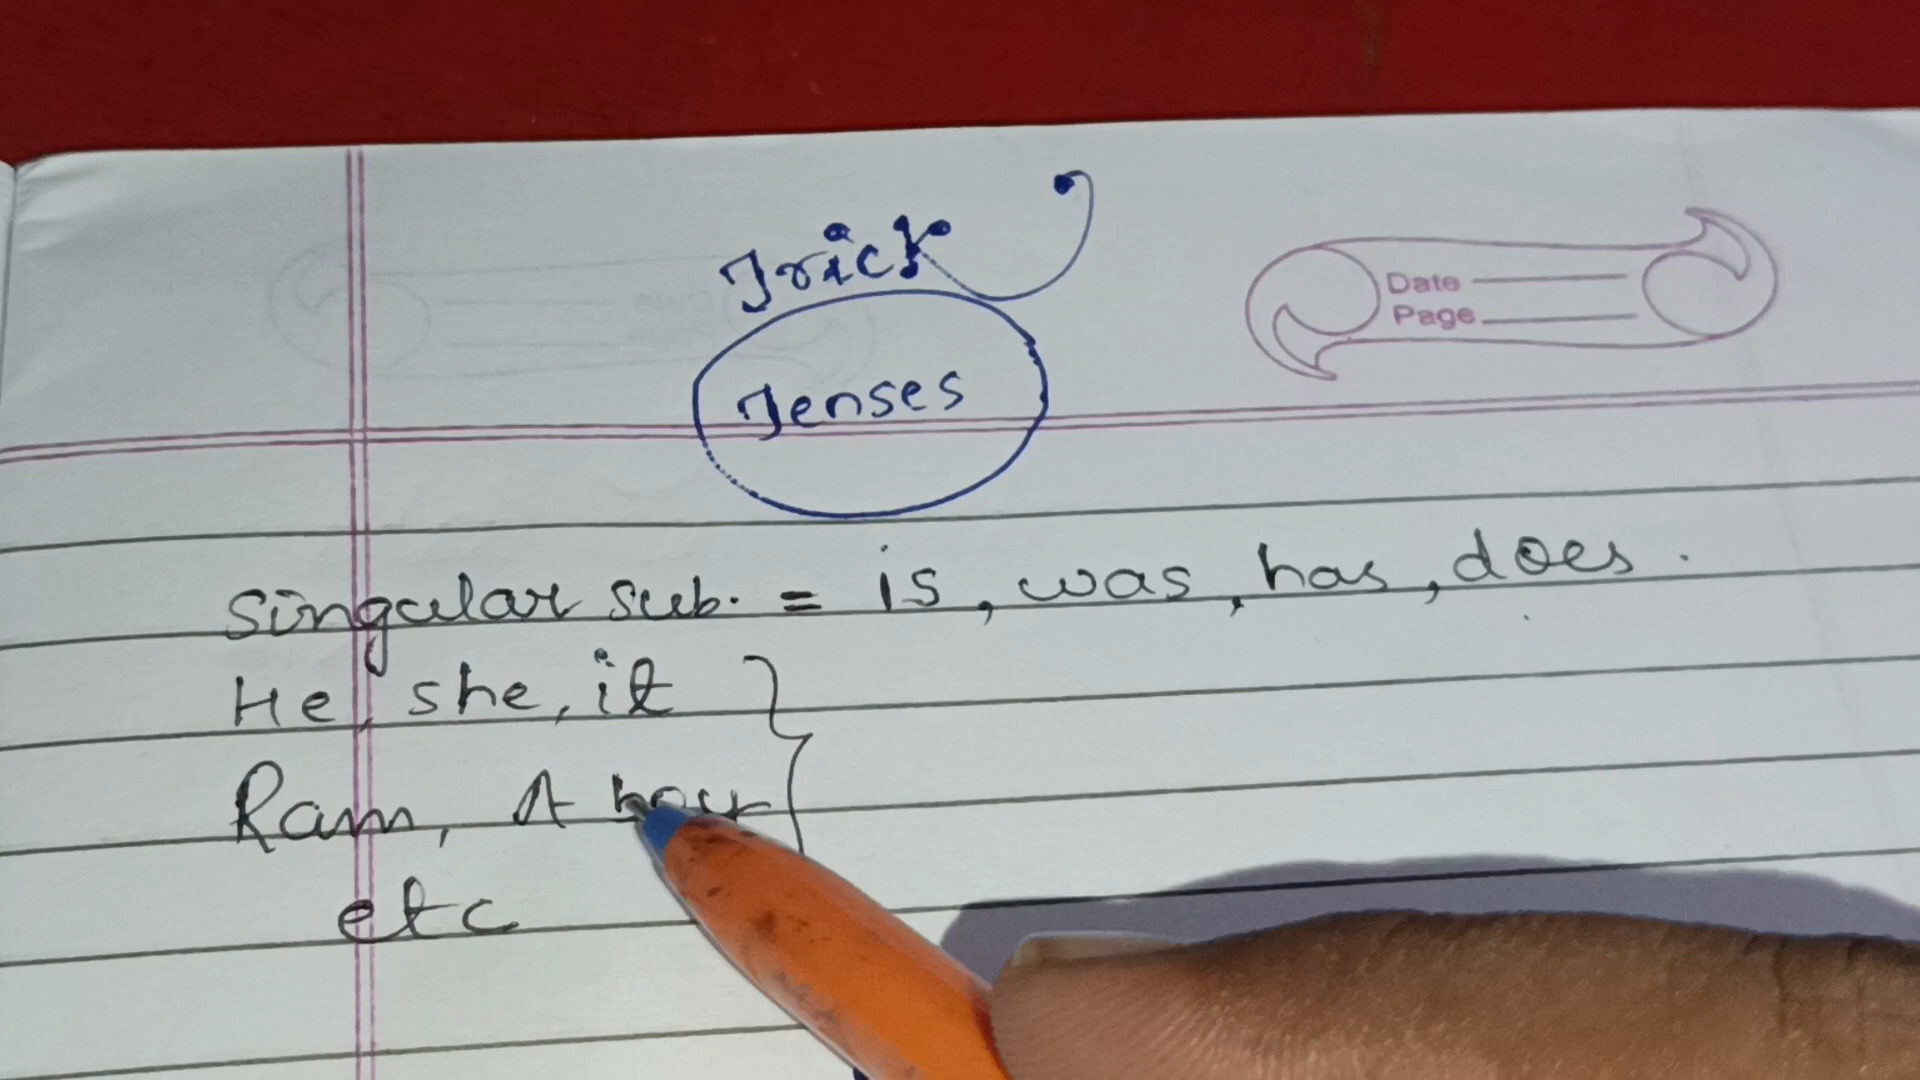 Trick
Date
Page
Tenses
Singular sub. = is, was, has, does.
He, she, it
Ram, A boy
etc